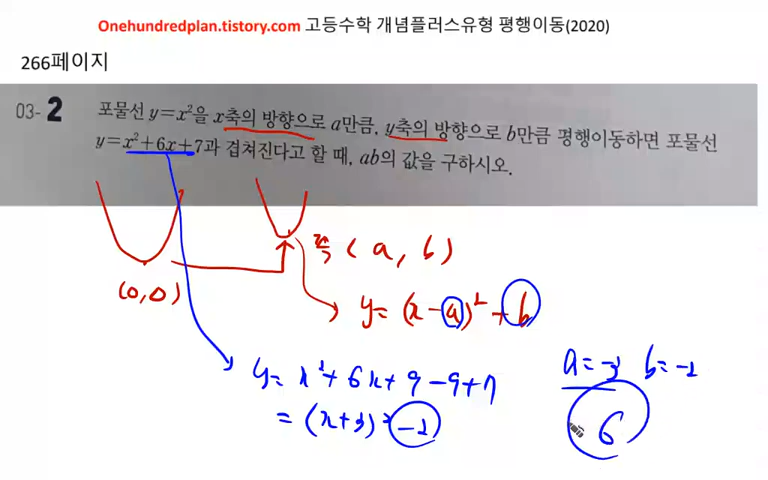 Onehundredplan.tistory.com 고등수학 개념플러스유형 평행이동(2020)
266페이지
03-2 포물선 y=x²을 x축의 방향으로 a만큼, y축의 방향으로 b만큼 평행이동하면 포물선
y=x²+6x+7과 겹쳐진다고 할 때, ab의 값을 구하시오.
(a, b)
(0,0)
y=(x-a)²+b
y=x²+6x+9-9+7
=(x+3)²-2
a=-3 b=-2
6